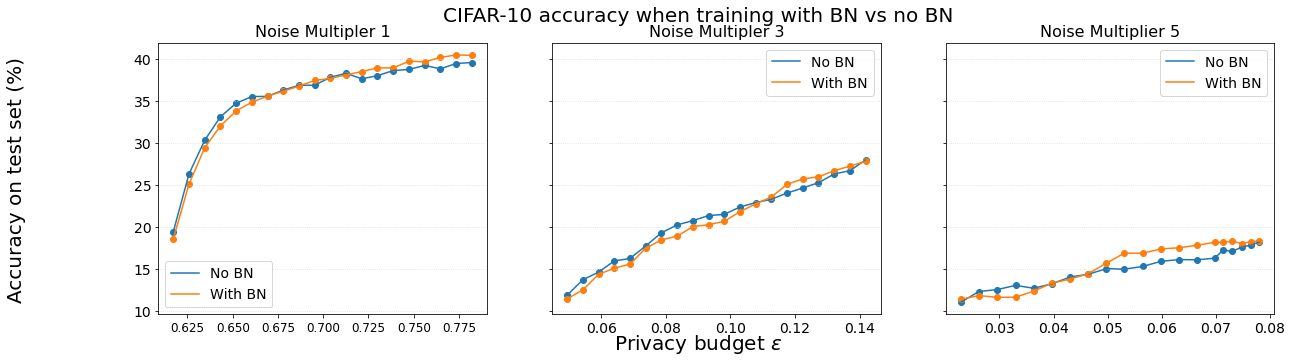 CIFAR-10 accuracy when training with BN vs no BN
Noise Multipler 1
Noise Multipler 3
Noise Multiplier 5
Accuracy on test set (%)
40
35
30
25
20
15
10
No BN
With BN
No BN
With BN
No BN
With BN
0.625 0.650 0.675 0.700 0.725 0.750 0.775
0.06 0.08 0.10 0.12 0.14
0.03 0.04 0.05 0.06 0.07 0.08
Privacy budget ε